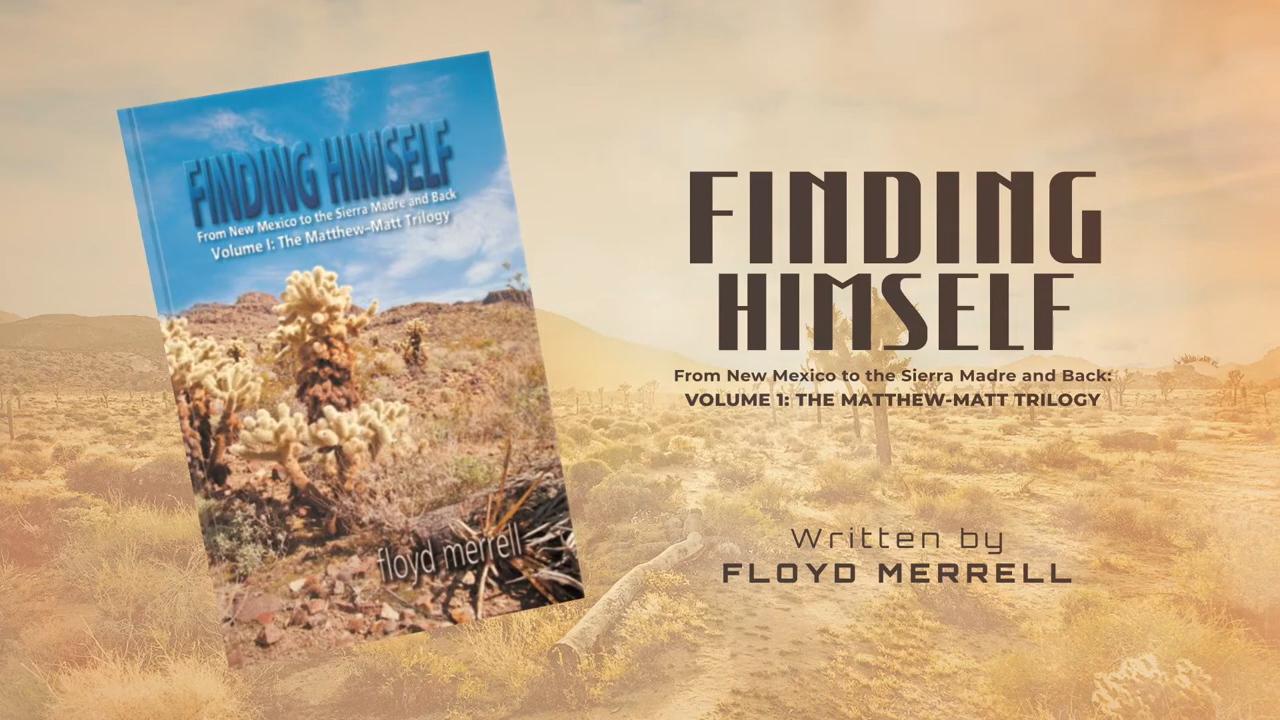 FINDING HIMSELF
From New Mexico to the Sierra Madre and Back
Volume I: The Matthew-Matt Trilogy
floyd merrell
FINDING
HIMSELF
From New Mexico to the Sierra Madre and Back:
VOLUME 1: THE MATTHEW-MATT TRILOGY
Written by
FLOYD MERRELL